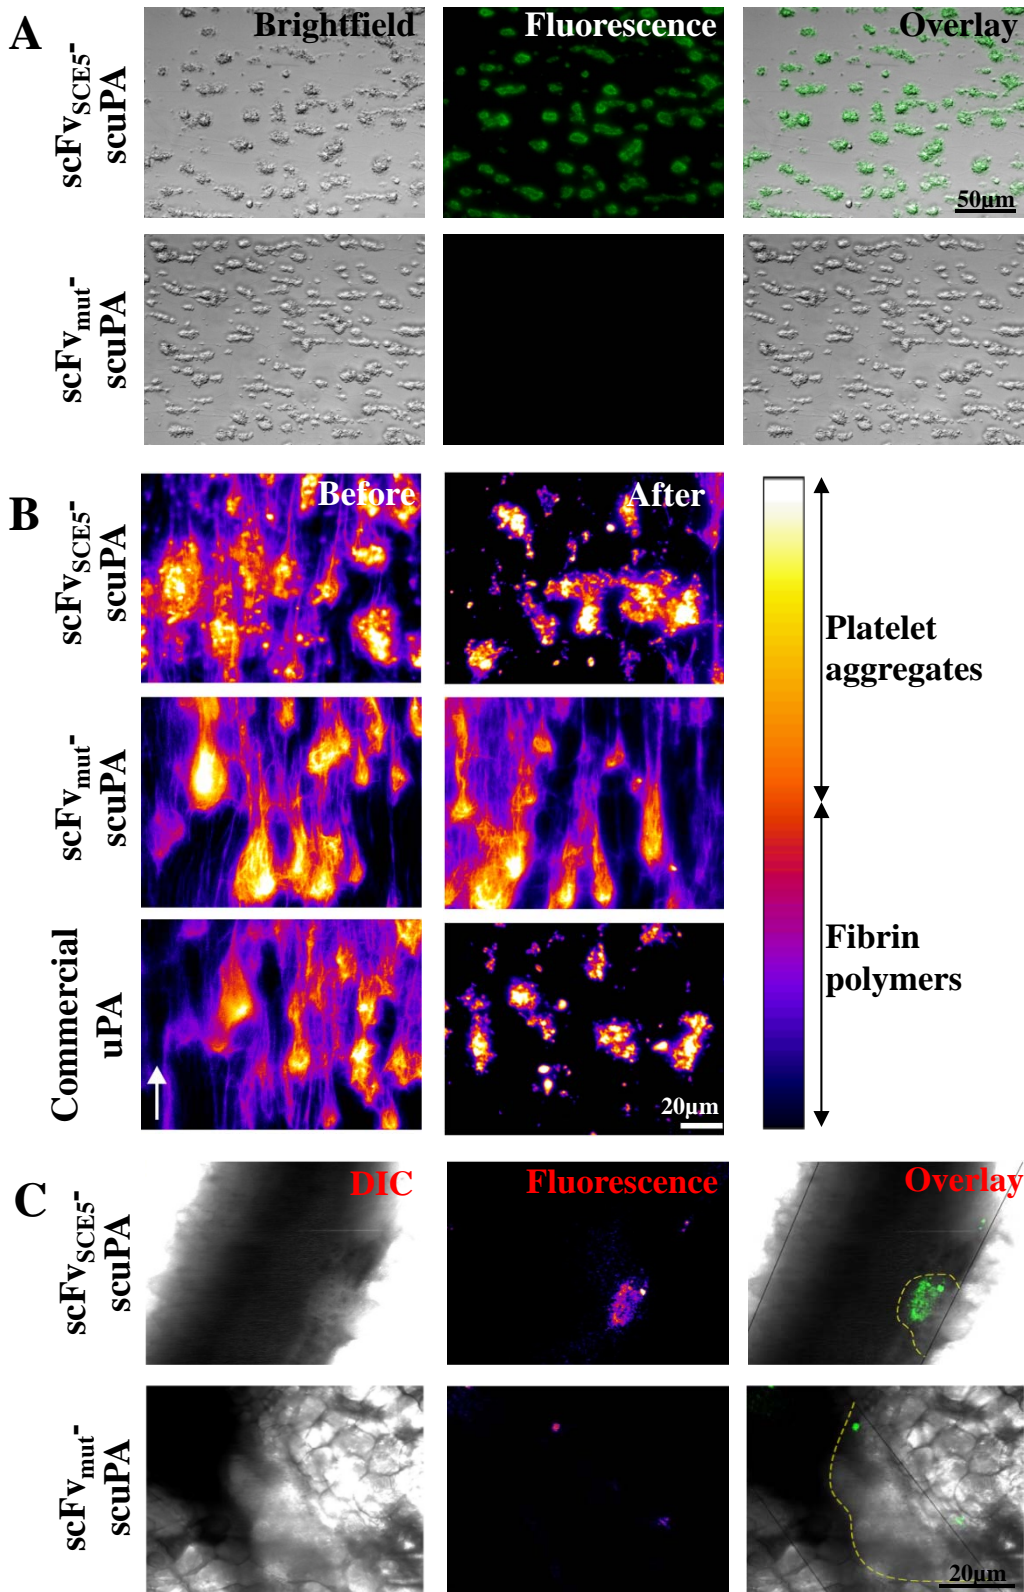 A
Brightfield
Fluorescence
Overlay
scFvSCE5-
scuPA
50µm
scFvmut-
scuPA
B
Before
After
scFvSCE5-
scuPA
Platelet
aggregates
scFvmut-
scuPA
Fibrin
polymers
Commercial
uPA
20µm
C
DIC
Fluorescence
Overlay
scFvSCE5-
scuPA
scFvmut-
scuPA
20µm